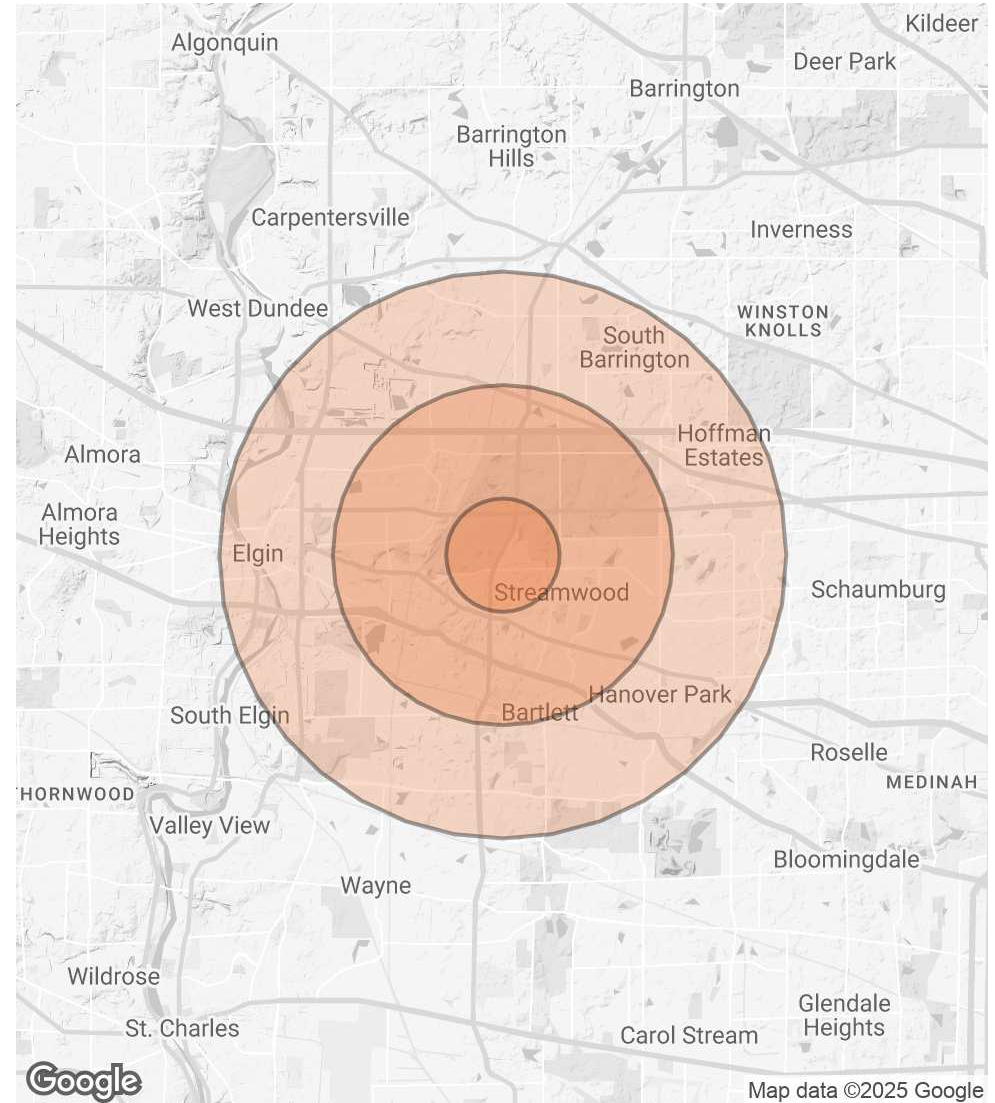 Kildeer
Algonquin
Deer Park
Barrington
Barrington
Hills
Carpentersville
Inverness
West Dundee
WINSTON
KNOLLS
South
Barrington
Hoffman
Estates
Almora
Almora
Heights
Elgin
Streamwood
Schaumburg
Hanover Park
Bartlett
South Elgin
Roselle
MEDINAH
THORNWOOD
Valley View
Bloomingdale
Wayne
Wildrose
Glendale
Heights
St. Charles
Carol Stream
Google
Map data ©2025 Google